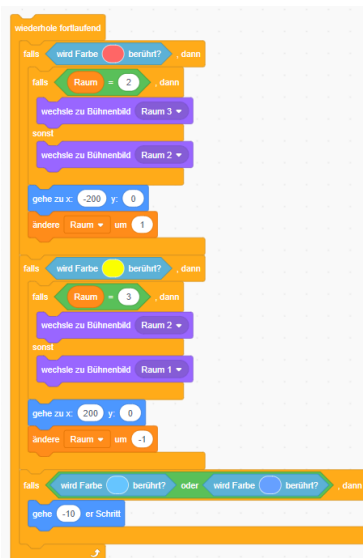 wiederhole fortlaufend
falls wird Farbe berührt? , dann
falls Raum = 2 , dann
wechsle zu Bühnenbild Raum 3
sonst
wechsle zu Bühnenbild Raum 2
gehe zu x: -200 y: 0
ändere Raum um 1
falls wird Farbe berührt? , dann
falls Raum = 3 , dann
wechsle zu Bühnenbild Raum 2
sonst
wechsle zu Bühnenbild Raum 1
gehe zu x: 200 y: 0
ändere Raum um -1
falls wird Farbe berührt? oder wird Farbe berührt? , dann
gehe -10 er Schritt